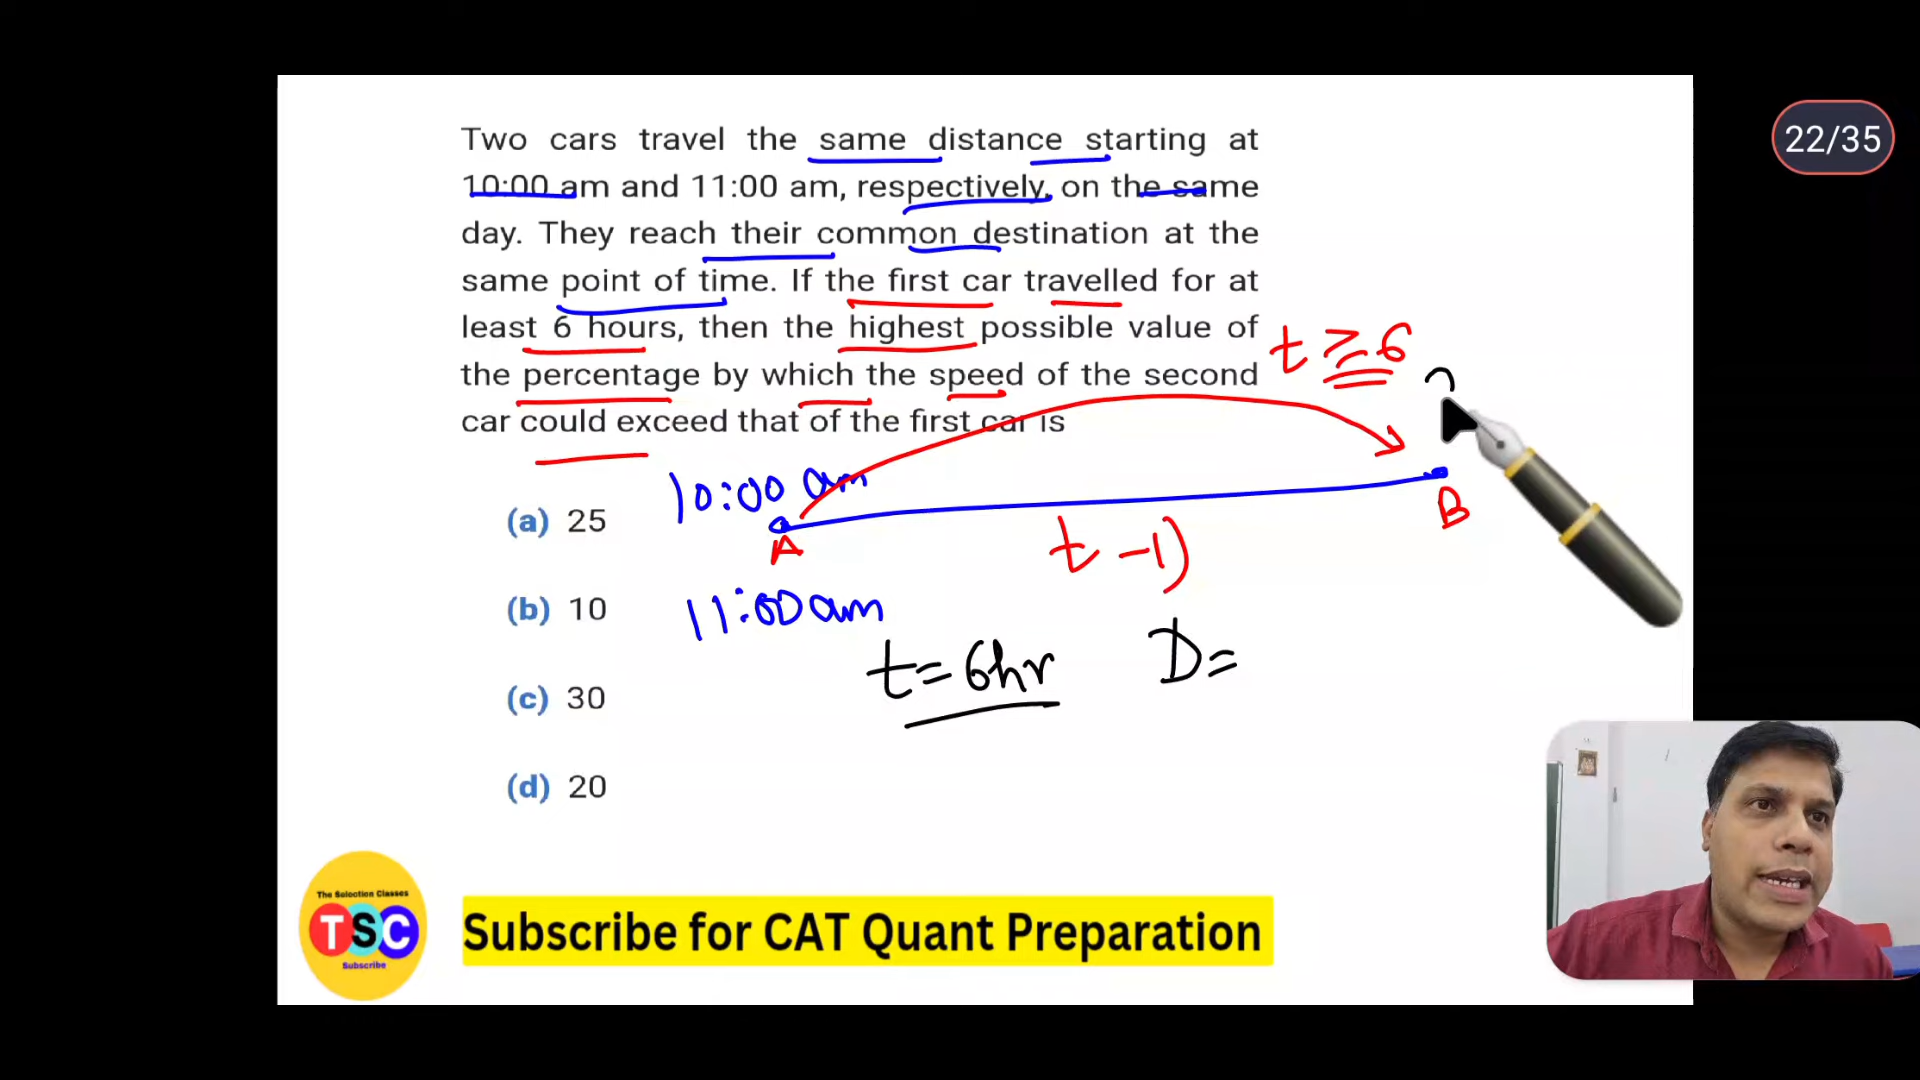 22/35
Two cars travel the same distance starting at
10:00 am and 11:00 am, respectively, on the same
day. They reach their common destination at the
same point of time. If the first car travelled for at
least 6 hours, then the highest possible value of
the percentage by which the speed of the second
car could exceed that of the first car is
t ≥ 6
10:00 am
A
B
t - 1)
11:00 am
t = 6hr
D =
(a) 25
(b) 10
(c) 30
(d) 20
The Selection Classes
TSC
Subscribe
Subscribe for CAT Quant Preparation